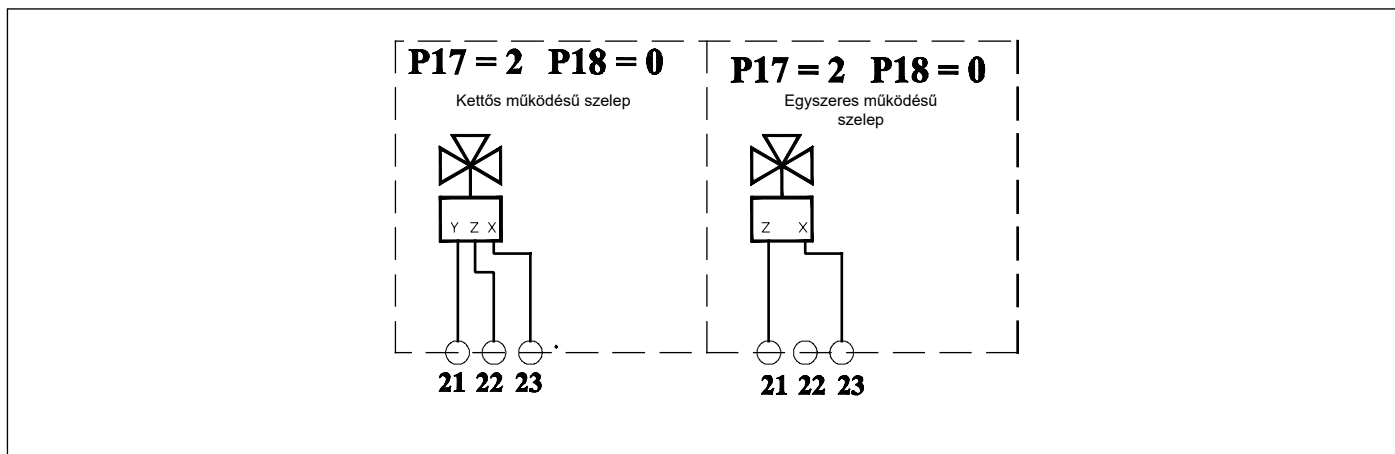 P17 = 2 P18 = 0
Kettős működésű szelep
Y Z X
21 22 23
P17 = 2 P18 = 0
Egyszeres működésű
szelep
Z X
21 22 23